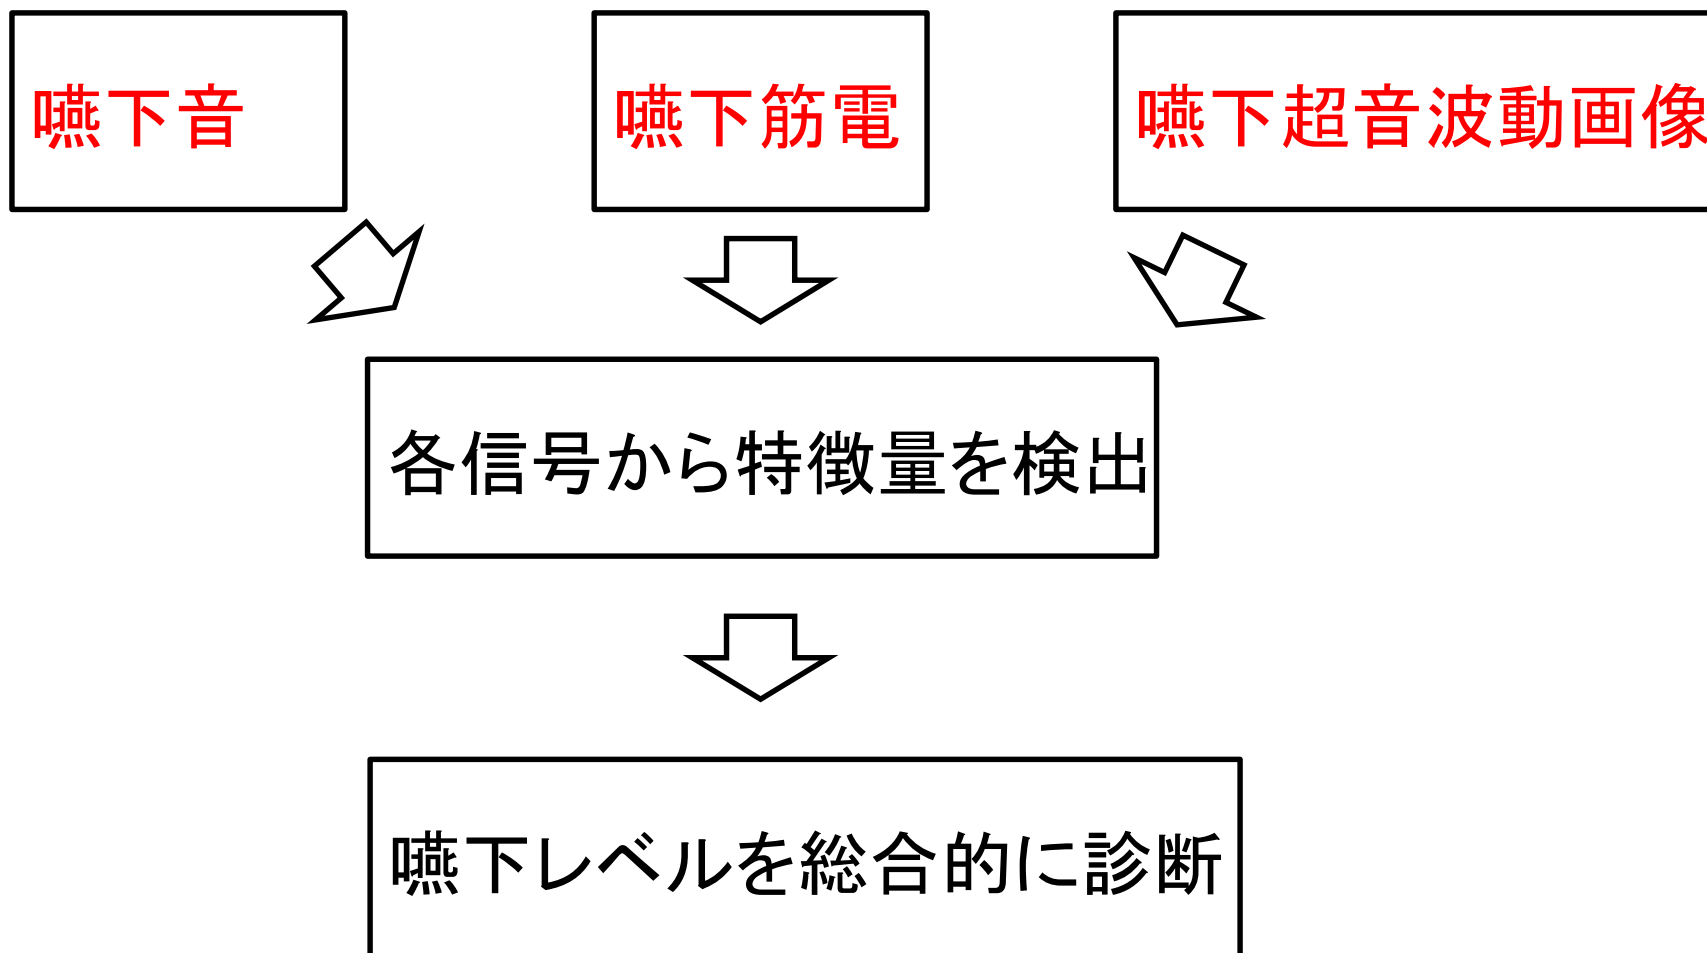 嚥下音
嚥下筋電
嚥下超音波動画像
各信号から特徴量を検出
嚥下レベルを総合的に診断